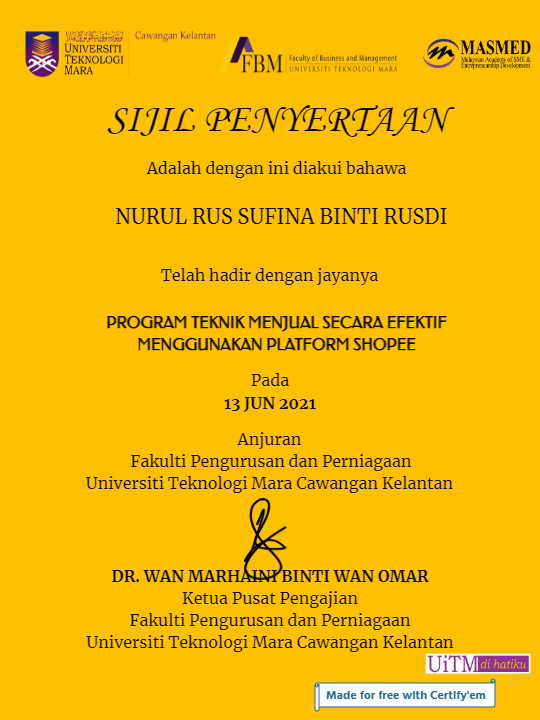 UNIVERSITI
TEKNOLOGI
MARA
Cawangan Kelantan
FBM
Faculty of Business and Management
UNIVERSITI TEKNOLOGI MARA
MASMED
Malaysian Academy of SME &
Entrepreneurship Development
SIJIL PENYERTAAN
Adalah dengan ini diakui bahawa
NURUL RUS SUFINA BINTI RUSDI
Telah hadir dengan jayanya
PROGRAM TEKNIK MENJUAL SECARA EFEKTIF
MENGGUNAKAN PLATFORM SHOPEE
Pada
13 JUN 2021
Anjuran
Fakulti Pengurusan dan Perniagaan
Universiti Teknologi Mara Cawangan Kelantan
DR. WAN MARHAINI BINTI WAN OMAR
Ketua Pusat Pengajian
Fakulti Pengurusan dan Perniagaan
Universiti Teknologi Mara Cawangan Kelantan
UiTM di hatiku
Made for free with Certify'em